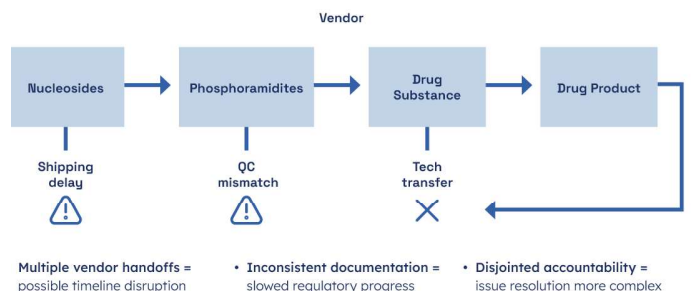 Vendor
Nucleosides
Phosphoramidites
Drug
Substance
Drug Product
Shipping
delay
QC
mismatch
Tech
transfer
Multiple vendor handoffs =
possible timeline disruption
• Inconsistent documentation =
slowed regulatory progress
• Disjointed accountability =
issue resolution more complex